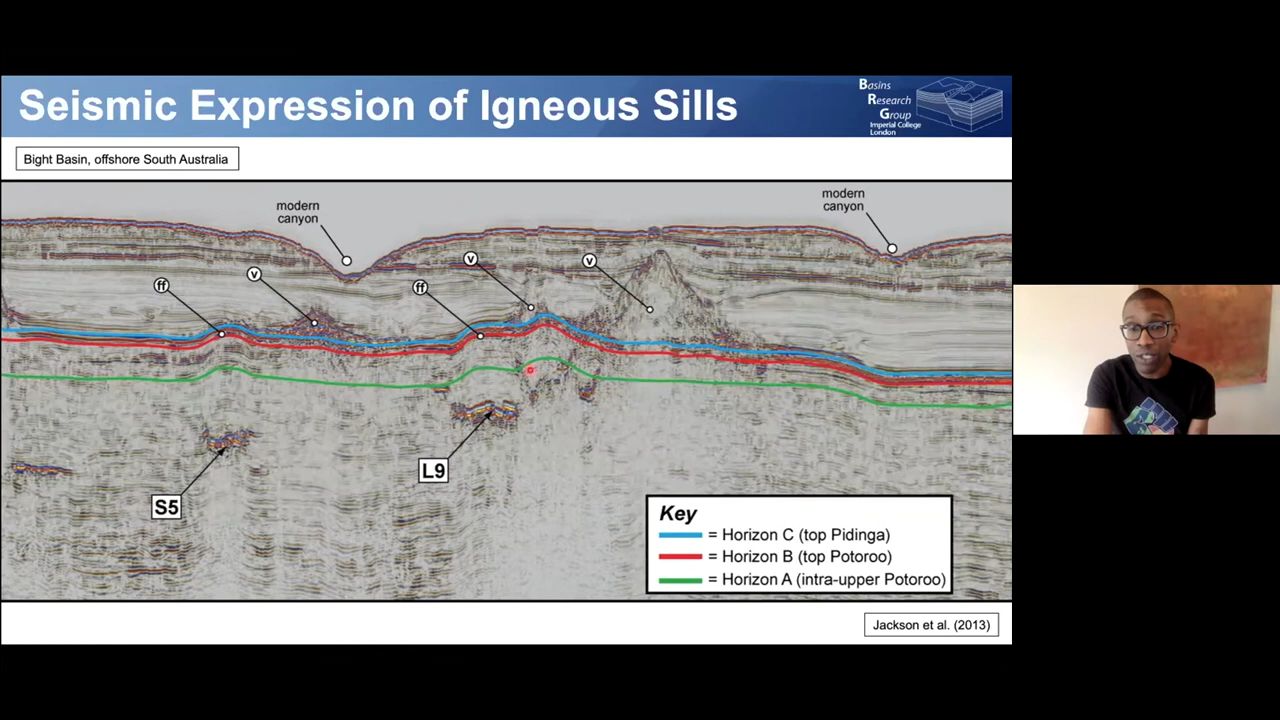 Seismic Expression of Igneous Sills
Basins
Research
Group
Imperial College
London
Bight Basin, offshore South Australia
modern
canyon
modern
canyon
ff
v
ff
v
v
L9
S5
Key
= Horizon C (top Pidinga)
= Horizon B (top Potoroo)
= Horizon A (intra-upper Potoroo)
Jackson et al. (2013)